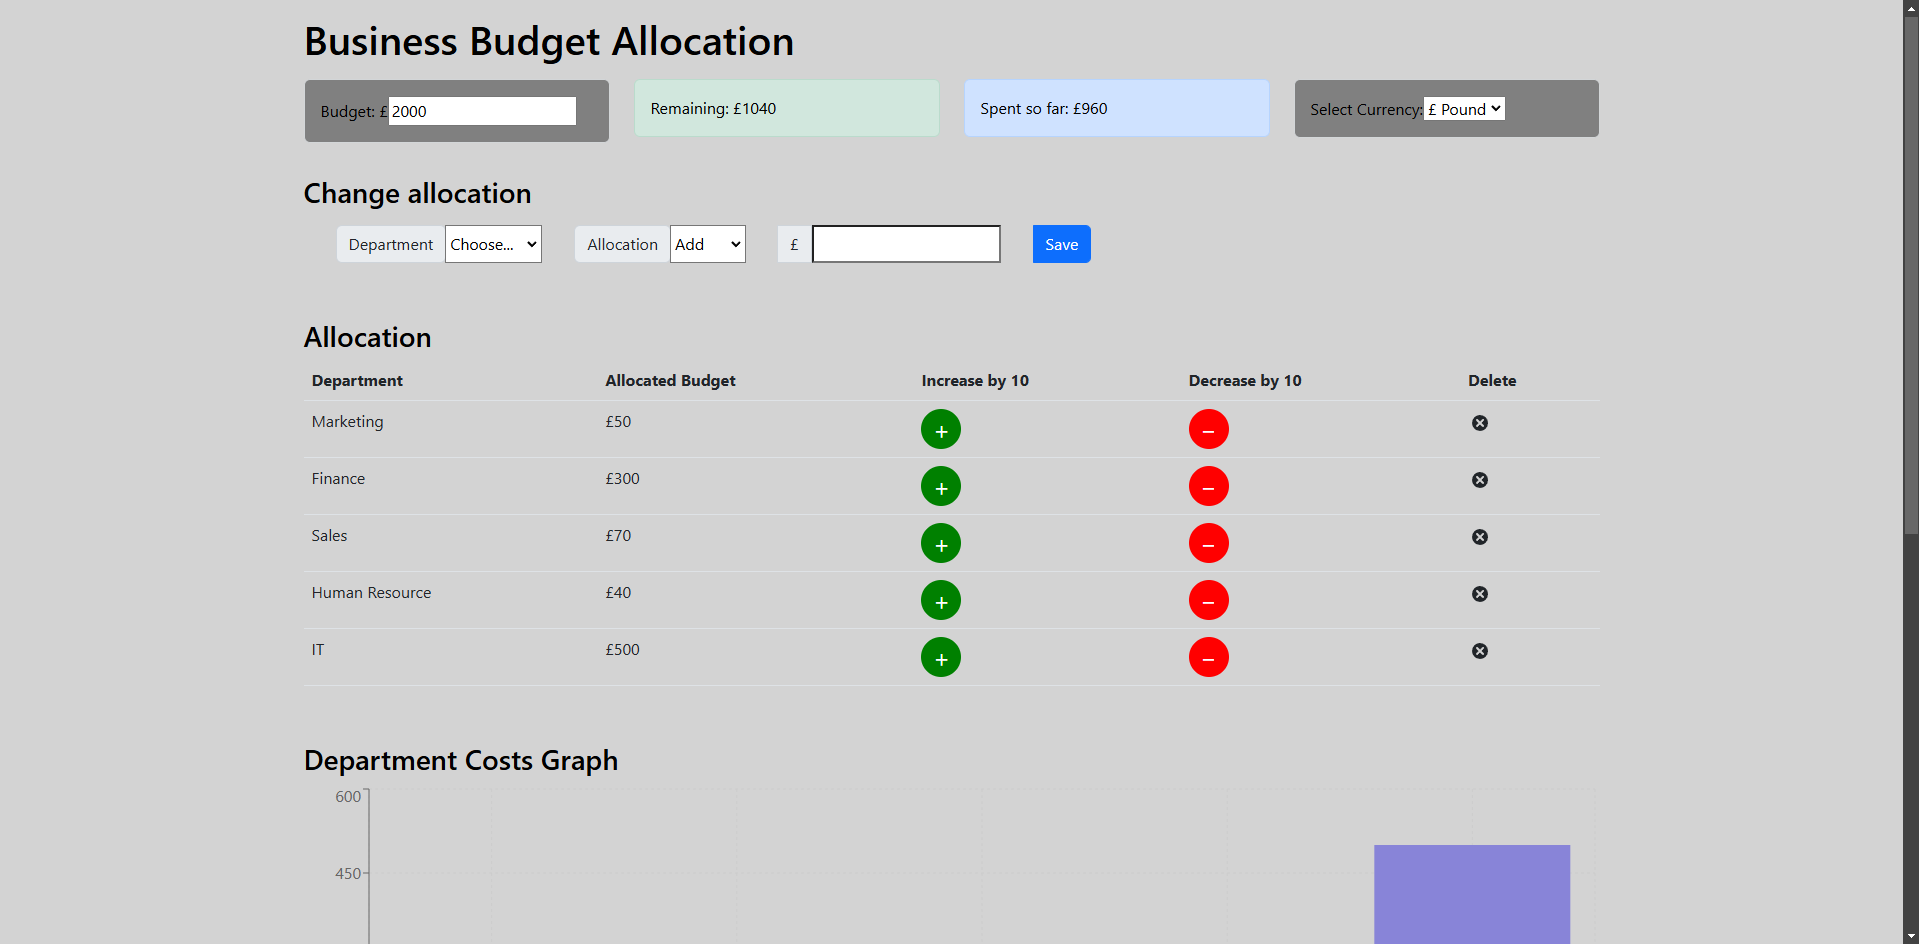 Business Budget Allocation
Budget: £ 2000
Remaining: £1040
Spent so far: £960
Select Currency: £ Pound
Change allocation
Department Choose... Allocation Add £ Save
Allocation
Department Allocated Budget Increase by 10 Decrease by 10 Delete
Marketing £50 + -
Finance £300 + -
Sales £70 + -
Human Resource £40 + -
IT £500 + -
Department Costs Graph
600
450